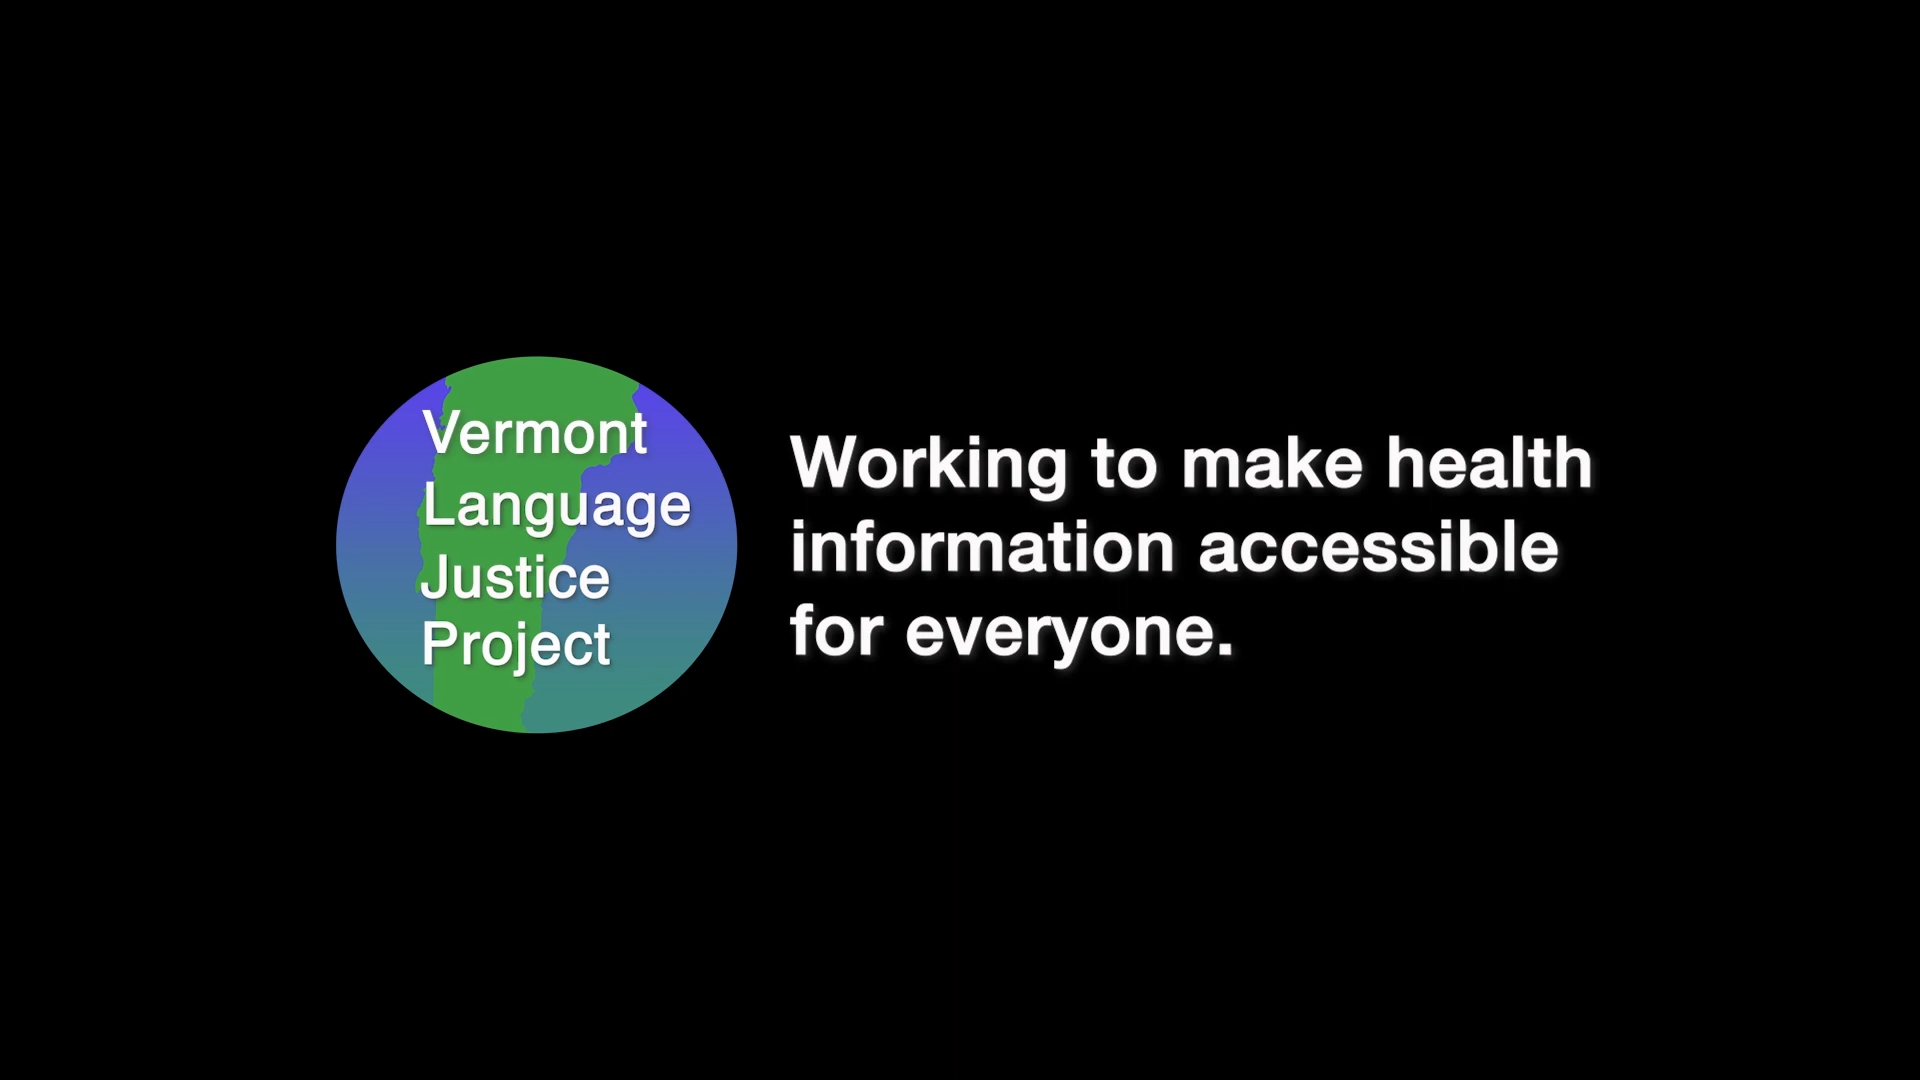 Vermont
Language
Justice
Project
Working to make health
information accessible
for everyone.